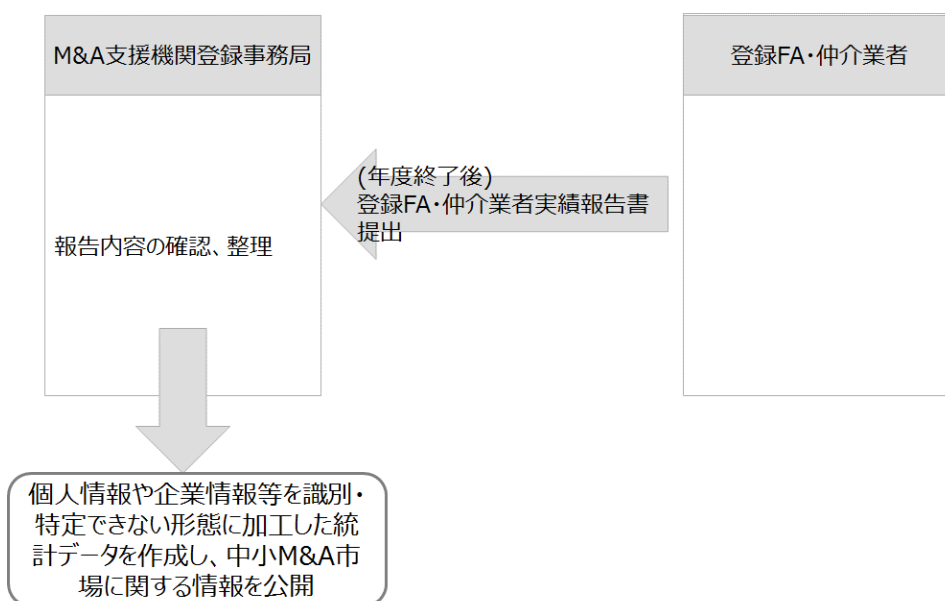 M&A支援機関登録事務局
登録FA・仲介業者
(年度終了後)
登録FA・仲介業者実績報告書
提出
報告内容の確認、整理
個人情報や企業情報等を識別・
特定できない形態に加工した統
計データを作成し、中小M&A市
場に関する情報を公開